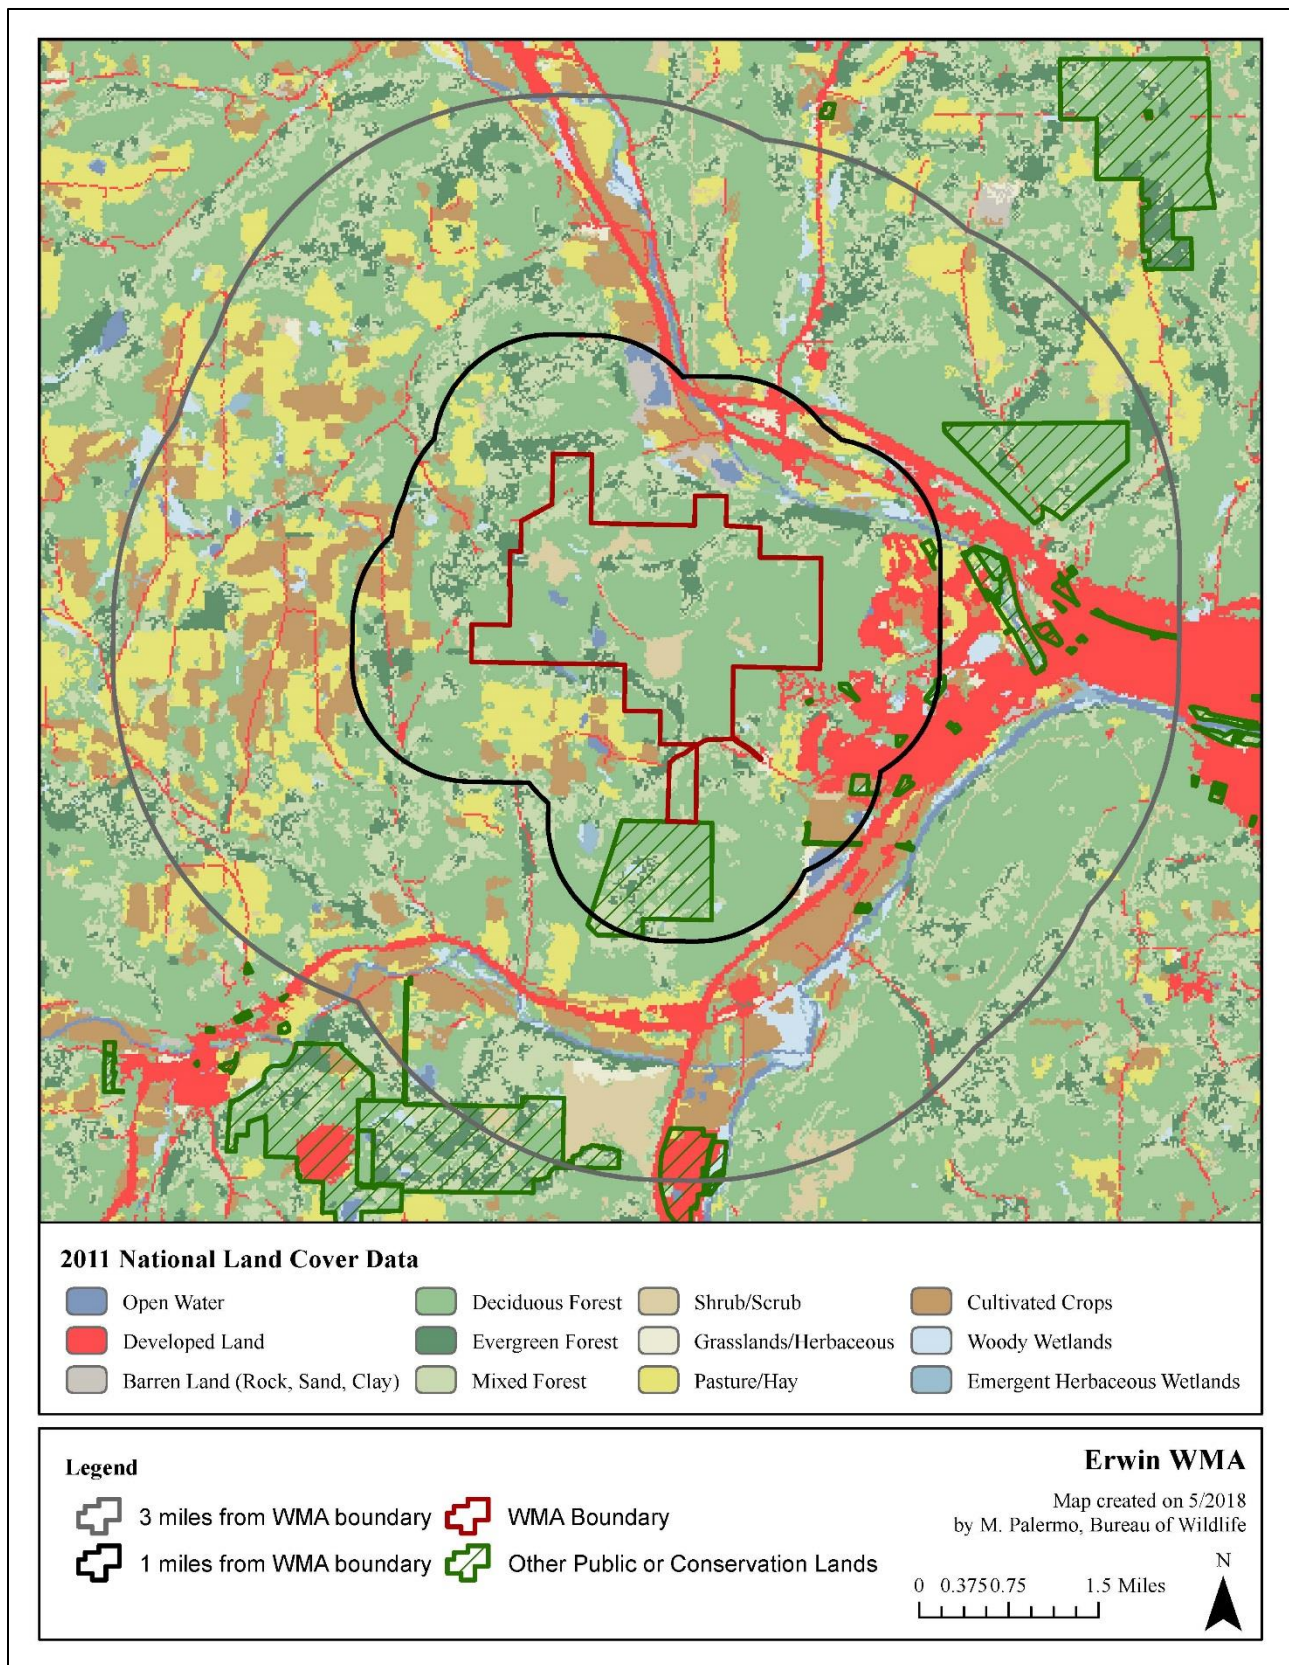 2011 National Land Cover Data
Open Water
Deciduous Forest
Shrub/Scrub
Cultivated Crops
Developed Land
Evergreen Forest
Grasslands/Herbaceous
Woody Wetlands
Barren Land (Rock, Sand, Clay)
Mixed Forest
Pasture/Hay
Emergent Herbaceous Wetlands
Legend
3 miles from WMA boundary
WMA Boundary
1 miles from WMA boundary
Other Public or Conservation Lands
Erwin WMA
Map created on 5/2018
by M. Palermo, Bureau of Wildlife
N
0 0.375 0.75 1.5 Miles